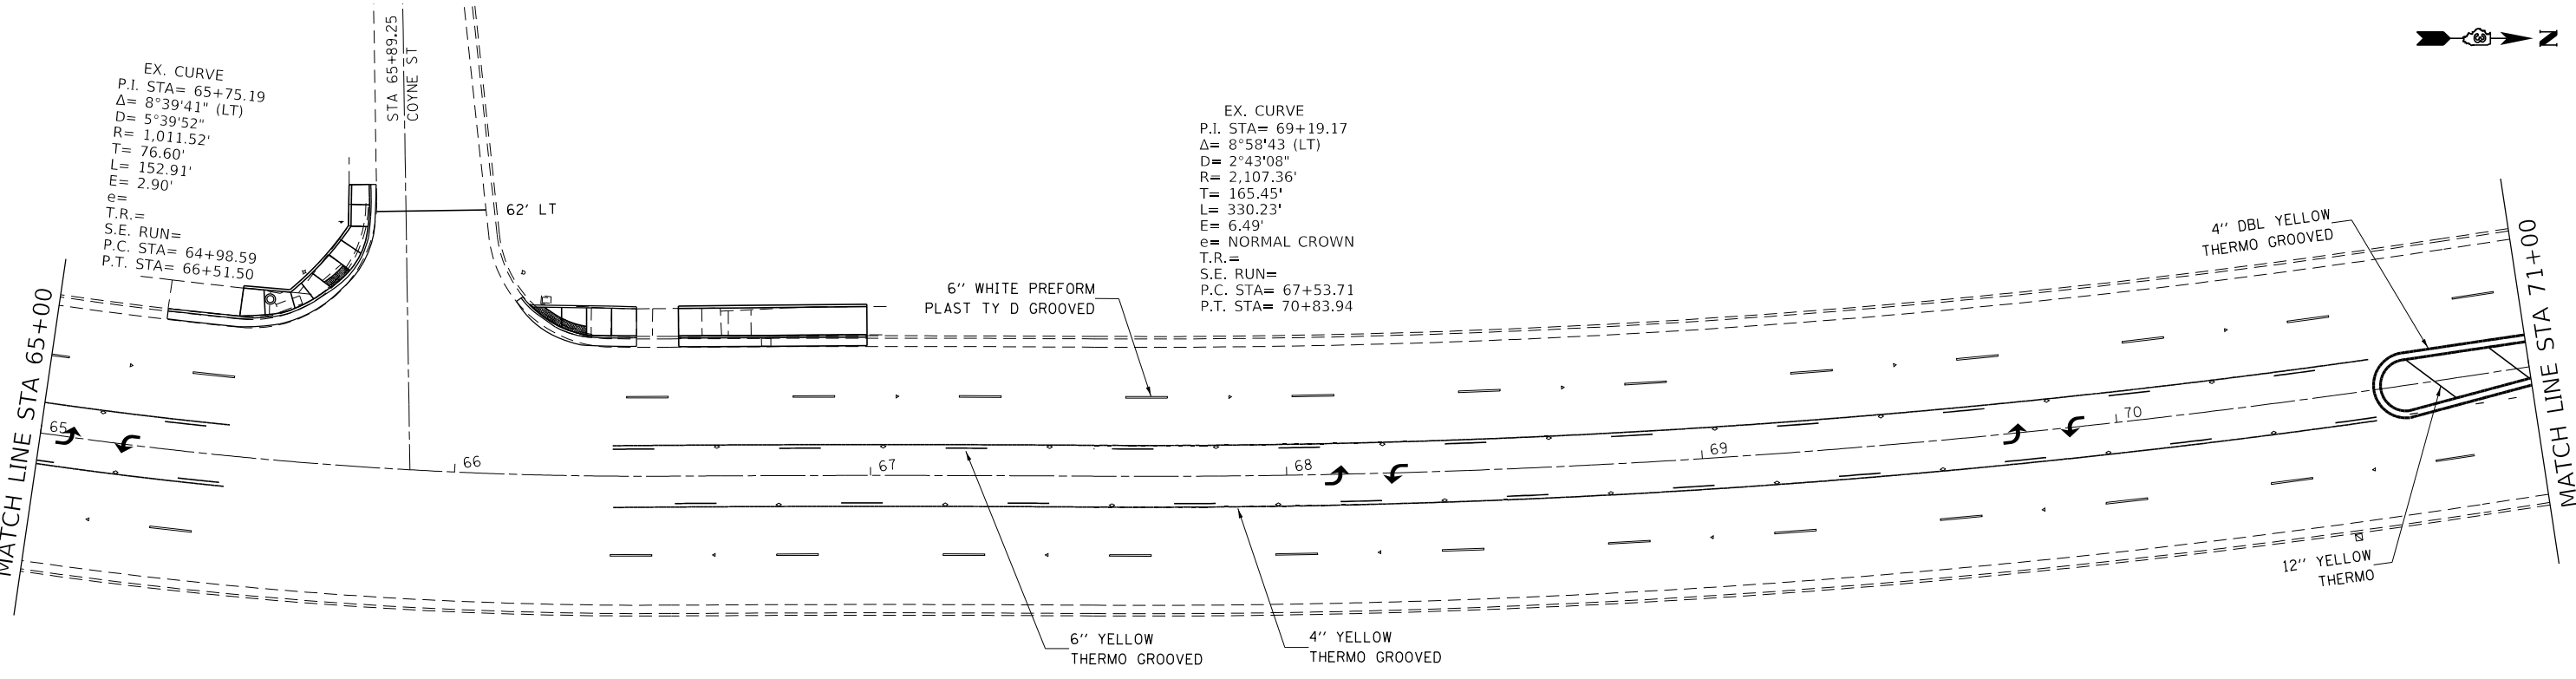 EX. CURVE
P.I. STA= 65+75.19
Δ= 8°39'41" (LT)
D= 5°39'52"
R= 1,011.52'
T= 76.60'
L= 152.91'
E= 2.90'
e=
T.R.=
S.E. RUN=
P.C. STA= 64+98.59
P.T. STA= 66+51.50
STA 65+89.25
COYNE ST
62' LT
EX. CURVE
P.I. STA= 69+19.17
Δ= 8°58'43 (LT)
D= 2°43'08"
R= 2,107.36'
T= 165.45'
L= 330.23'
E= 6.49'
e= NORMAL CROWN
T.R.=
S.E. RUN=
P.C. STA= 67+53.71
P.T. STA= 70+83.94
6" WHITE PREFORM
PLAST TY D GROOVED
4" DBL YELLOW
THERMO GROOVED
N
MATCH LINE STA 65+00
65
66
67
68
69
70
MATCH LINE STA 71+00
6" YELLOW
THERMO GROOVED
4" YELLOW
THERMO GROOVED
12" YELLOW
THERMO